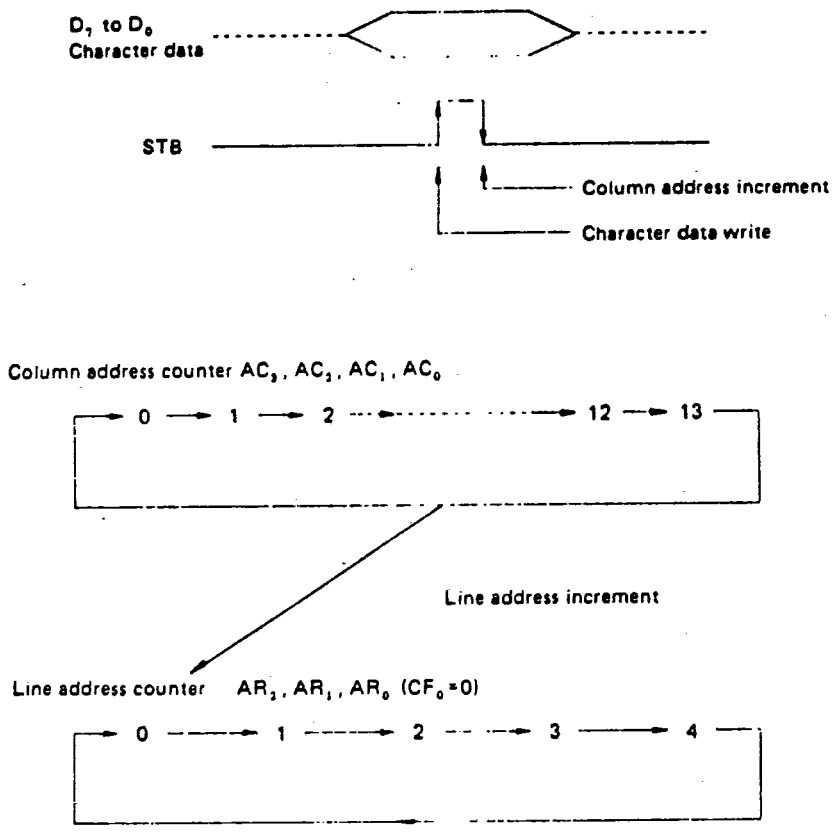 D₇ to D₀
Character data
STB
Column address increment
Character data write
Column address counter AC₃, AC₂, AC₁, AC₀
0 1 2 12 13
Line address increment
Line address counter AR₂, AR₁, AR₀ (CF₀=0)
0 1 2 3 4